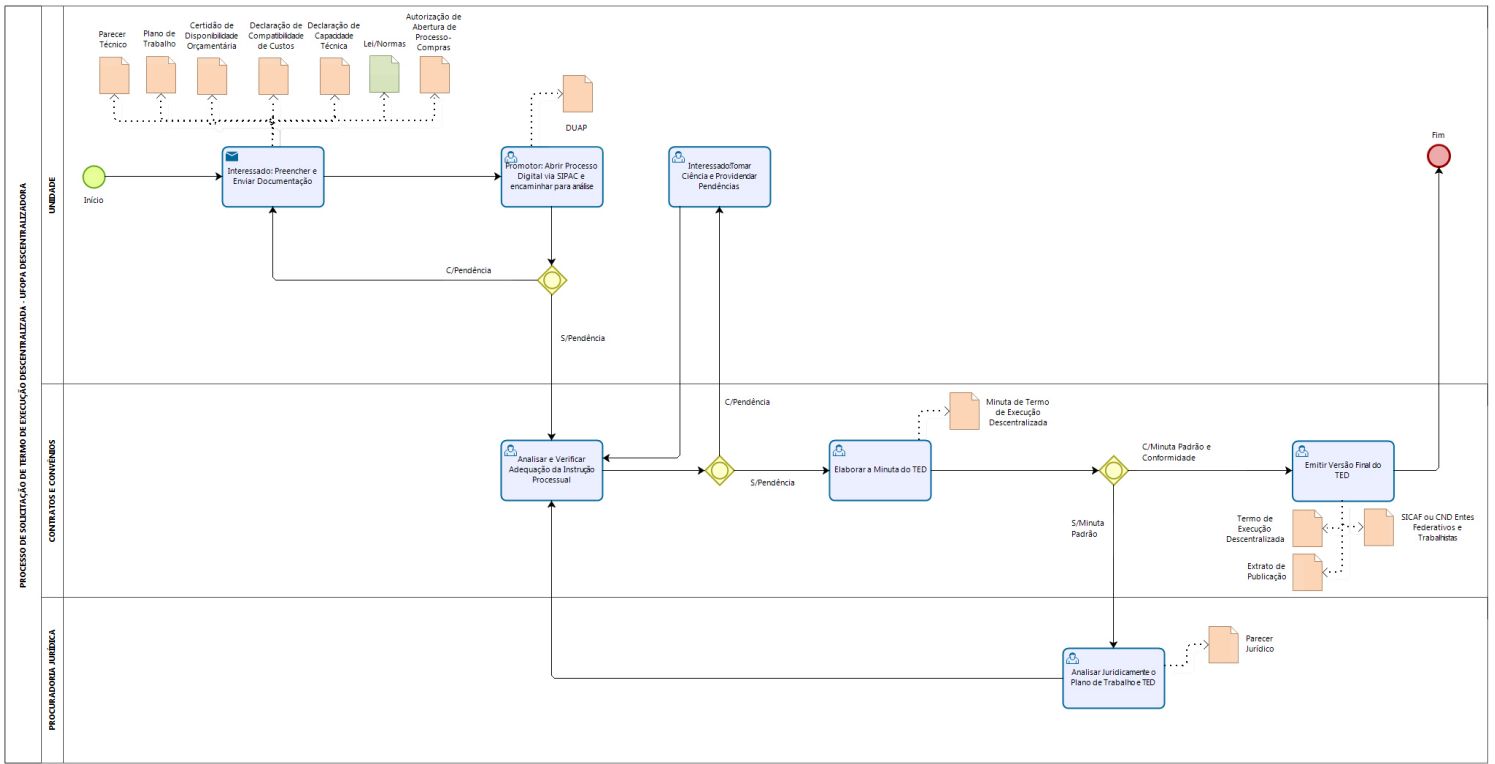 PROCESSO DE SOLICITAÇÃO DE TERMO DE EXECUÇÃO DESCENTRALIZADA - UFOPA DESCENTRALIZADORA
UNIDADE
Parecer
Técnico
Plano de
Trabalho
Certidão de
Disponibilidade
Orçamentária
Declaração de
Compatibilidade
de Custos
Declaração de
Capacidade
Técnica
Lei/Normas
Autorização de
Abertura de
Processo-
Compras
DUAP
Início
Interessado: Preencher e
Enviar Documentação
Promotor: Abrir Processo
Digital via SIPAC e
encaminhar para análise
Interessado:Tomar
Ciência e Providenciar
Pendências
Fim
C/Pendência
S/Pendência
CONTRATOS E CONVÊNIOS
C/Pendência
Analisar e Verificar
Adequação da Instrução
Processual
S/Pendência
Elaborar a Minuta do TED
Minuta de Termo
de Execução
Descentralizada
C/Minuta Padrão e
Conformidade
S/Minuta
Padrão
Emitir Versão Final do
TED
Termo de
Execução
Descentralizada
SICAF ou CND Entes
Federativos e
Trabalhistas
Extrato de
Publicação
PROCURADORIA JURÍDICA
Analisar Juridicamente o
Plano de Trabalho e TED
Parecer
Jurídico